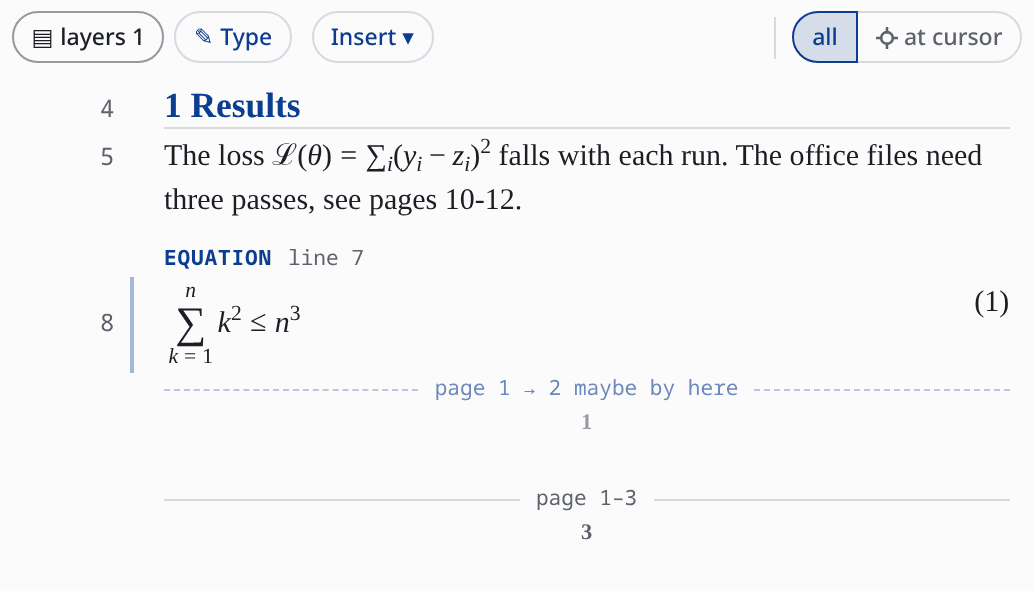 ▤ layers 1 ✎ Type Insert ▾ all at cursor
4 1 Results
5 The loss ℒ(θ) = ∑ᵢ(yᵢ − zᵢ)² falls with each run. The office files need
three passes, see pages 10-12.
EQUATION line 7
n
8 ∑ k² ≤ n³ (1)
k = 1
page 1 → 2 maybe by here
1
page 1–3
3